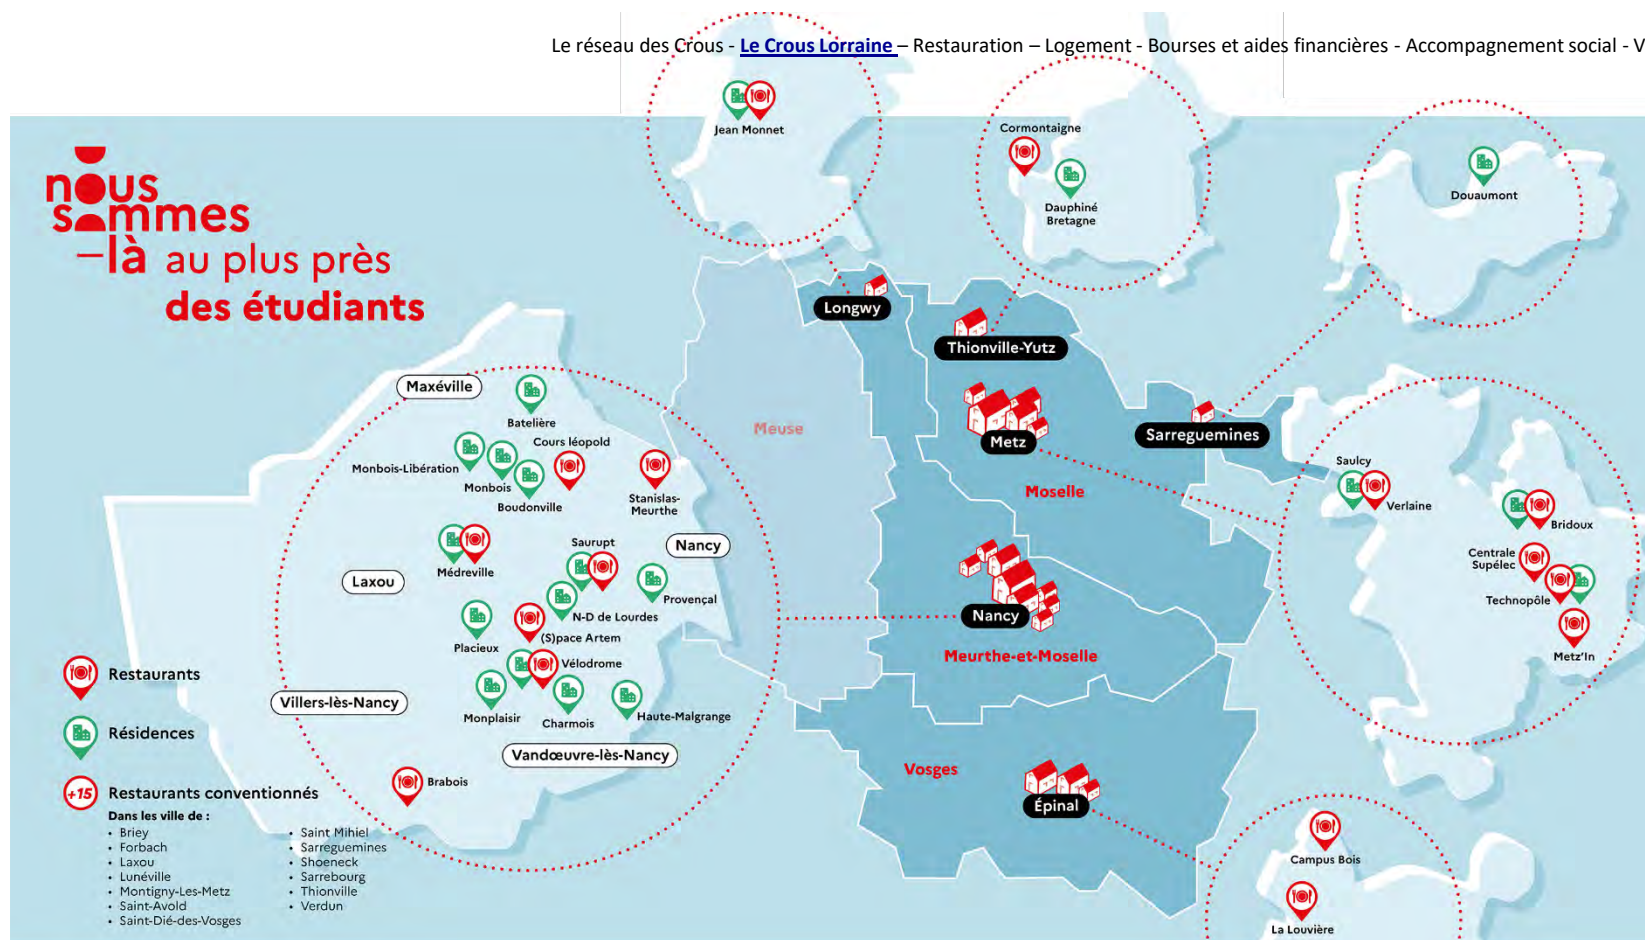 Le réseau des Crous - Le Crous Lorraine – Restauration – Logement - Bourses et aides financières - Accompagnement social - V
nous
sommes
–là au plus près
des étudiants
Jean Monnet
Cormontaigne
Dauphiné
Bretagne
Douaumont
Longwy
Thionville-Yutz
Metz
Sarreguemines
Meuse
Moselle
Nancy
Meurthe-et-Moselle
Vosges
Épinal
Maxéville
Batelière
Cours léopold
Monbois-Libération
Monbois
Boudonville
Stanislas-
Meurthe
Nancy
Médreville
Saurupt
Laxou
Provençal
N-D de Lourdes
Placieux
(S)pace Artem
Vélodrome
Villers-lès-Nancy
Monplaisir
Charmois
Haute-Malgrange
Vandœuvre-lès-Nancy
Brabois
Saulcy
Verlaine
Bridoux
Centrale
Supélec
Technopôle
Metz'In
Campus Bois
La Louvière
Restaurants
Résidences
+15 Restaurants conventionnés
Dans les ville de :
• Briey
• Forbach
• Laxou
• Lunéville
• Montigny-Les-Metz
• Saint-Avold
• Saint-Dié-des-Vosges
• Saint Mihiel
• Sarreguemines
• Shoeneck
• Sarrebourg
• Thionville
• Verdun